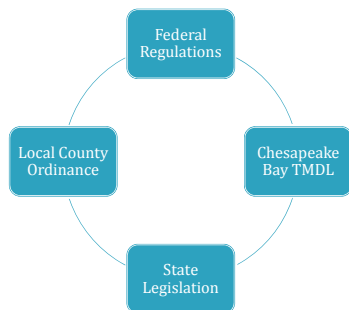 Federal
Regulations
Local County
Ordinance
Chesapeake
Bay TMDL
State
Legislation